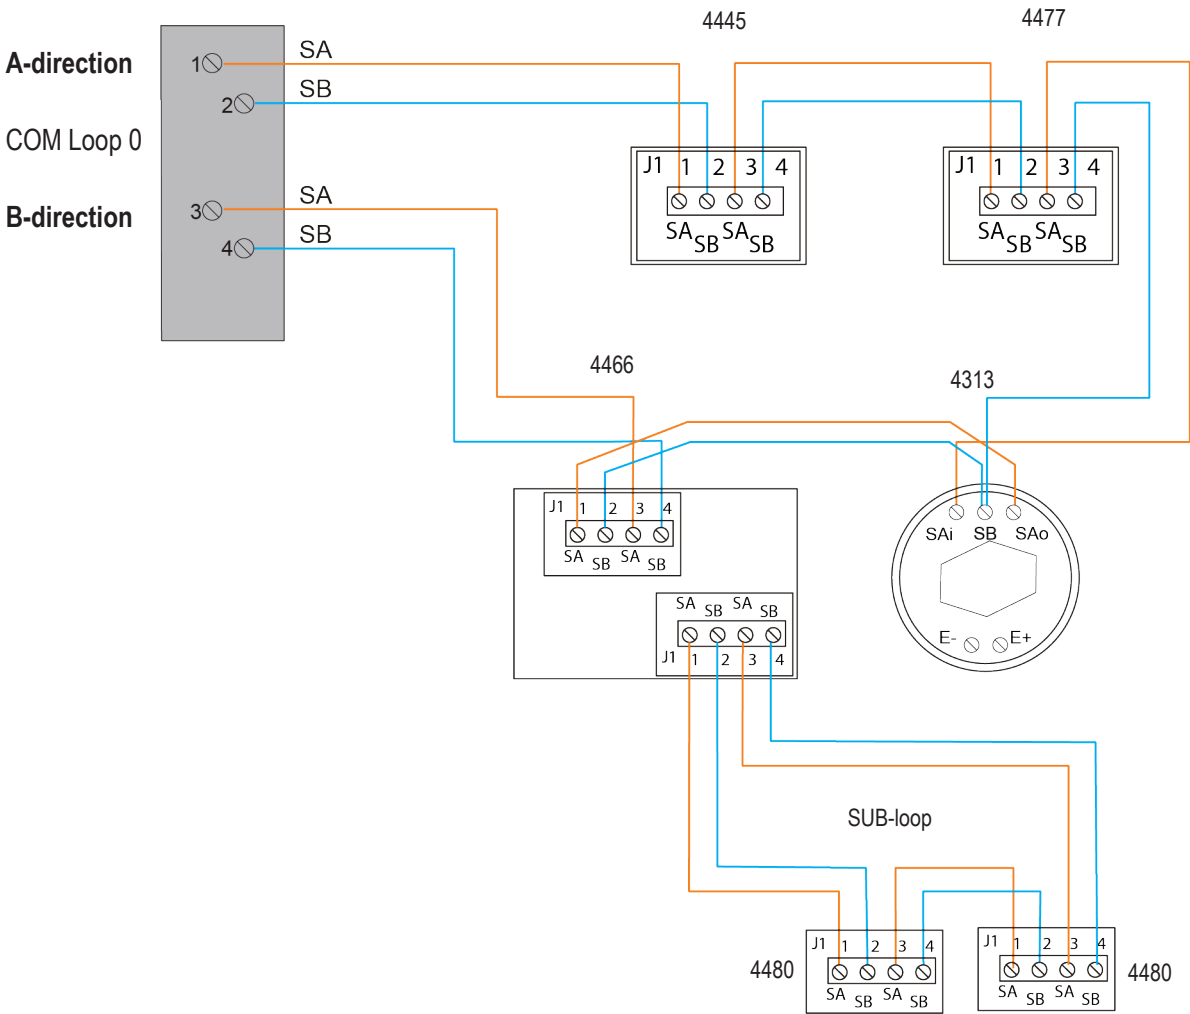 4445
4477
A-direction
1
SA
2
SB
COM Loop 0
B-direction
3
SA
4
SB
J1 1 2 3 4
SA SB SA SB
J1 1 2 3 4
SA SB SA SB
4466
4313
J1 1 2 3 4
SA SB SA SB
SAi SB SAo
E- E+
SA SB SA SB
J1 1 2 3 4
SUB-loop
J1 1 2 3 4
SA SB SA SB
4480
J1 1 2 3 4
SA SB SA SB
4480